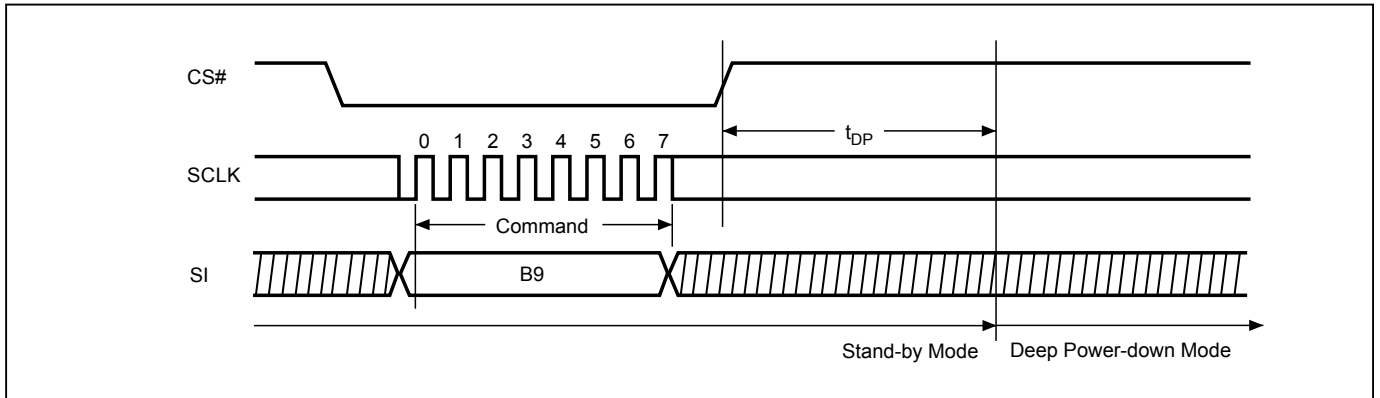 CS#
t_DP
0 1 2 3 4 5 6 7
SCLK
Command
SI
B9
Stand-by Mode Deep Power-down Mode